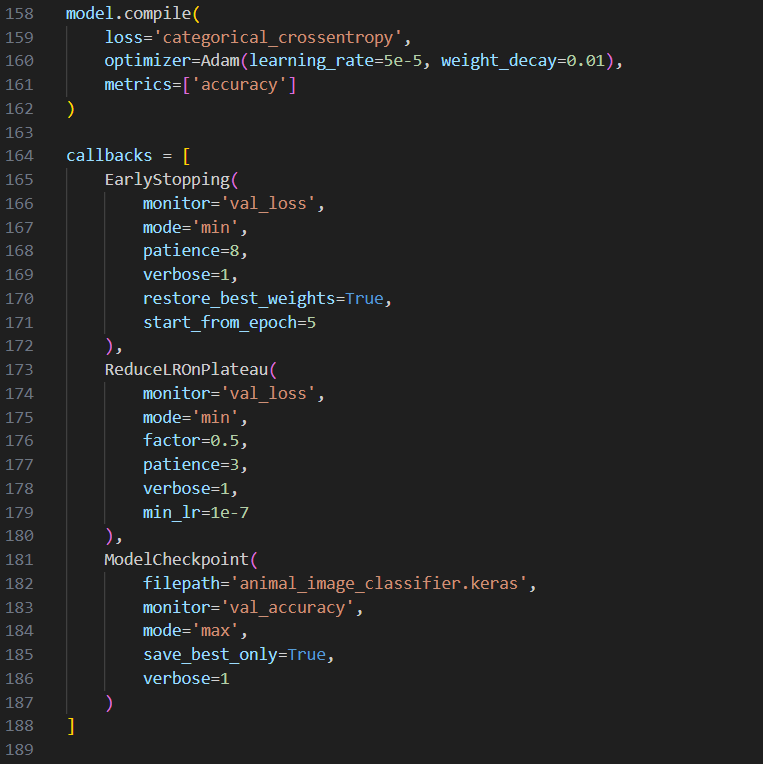 158 model.compile(
159     loss='categorical_crossentropy',
160     optimizer=Adam(learning_rate=5e-5, weight_decay=0.01),
161     metrics=['accuracy']
162 )
163
164 callbacks = [
165     EarlyStopping(
166         monitor='val_loss',
167         mode='min',
168         patience=8,
169         verbose=1,
170         restore_best_weights=True,
171         start_from_epoch=5
172     ),
173     ReduceLROnPlateau(
174         monitor='val_loss',
175         mode='min',
176         factor=0.5,
177         patience=3,
178         verbose=1,
179         min_lr=1e-7
180     ),
181     ModelCheckpoint(
182         filepath='animal_image_classifier.keras',
183         monitor='val_accuracy',
184         mode='max',
185         save_best_only=True,
186         verbose=1
187     )
188 ]
189